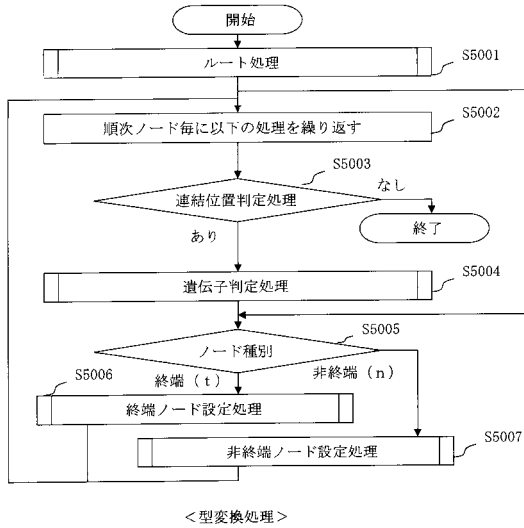 開始
ルート処理
S5001
順次ノード毎に以下の処理を繰り返す
S5002
S5003
連結位置判定処理
なし
終了
あり
遺伝子判定処理
S5004
S5005
ノード種別
終端(t)
非終端(n)
S5006
終端ノード設定処理
非終端ノード設定処理
S5007
<型変換処理>